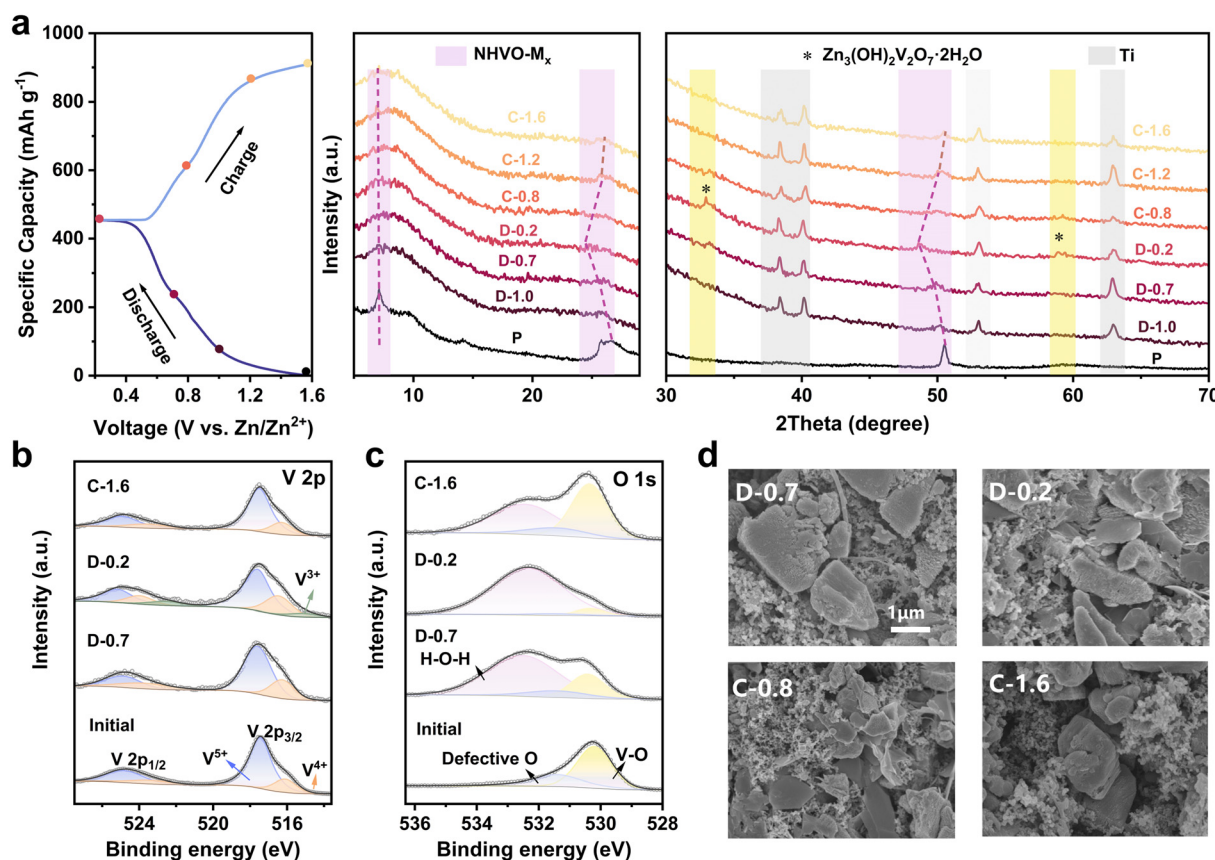 a
1000
800
600
400
200
0
Specific Capacity (mAh g⁻¹)
Charge
Discharge
0.4 0.8 1.2 1.6
Voltage (V vs. Zn/Zn²⁺)
Intensity (a.u.)
NHVO-Mₓ
C-1.6
C-1.2
C-0.8
D-0.2
D-0.7
D-1.0
P
10 15 20 25
* Zn₃(OH)₂V₂O₇·2H₂O
Ti
C-1.6
C-1.2
*
C-0.8
*
D-0.2
D-0.7
D-1.0
P
30 40 50 60 70
2Theta (degree)
b
V 2p
C-1.6
D-0.2
V³⁺
D-0.7
Initial
V 2p₃/₂
V 2p₁/₂
V⁵⁺
V⁴⁺
Intensity (a.u.)
524 520 516
Binding energy (eV)
c
O 1s
C-1.6
D-0.2
D-0.7
H-O-H
Initial
Defective O
V-O
Intensity (a.u.)
536 534 532 530 528
Binding energy (eV)
d
D-0.7
1μm
D-0.2
C-0.8
C-1.6